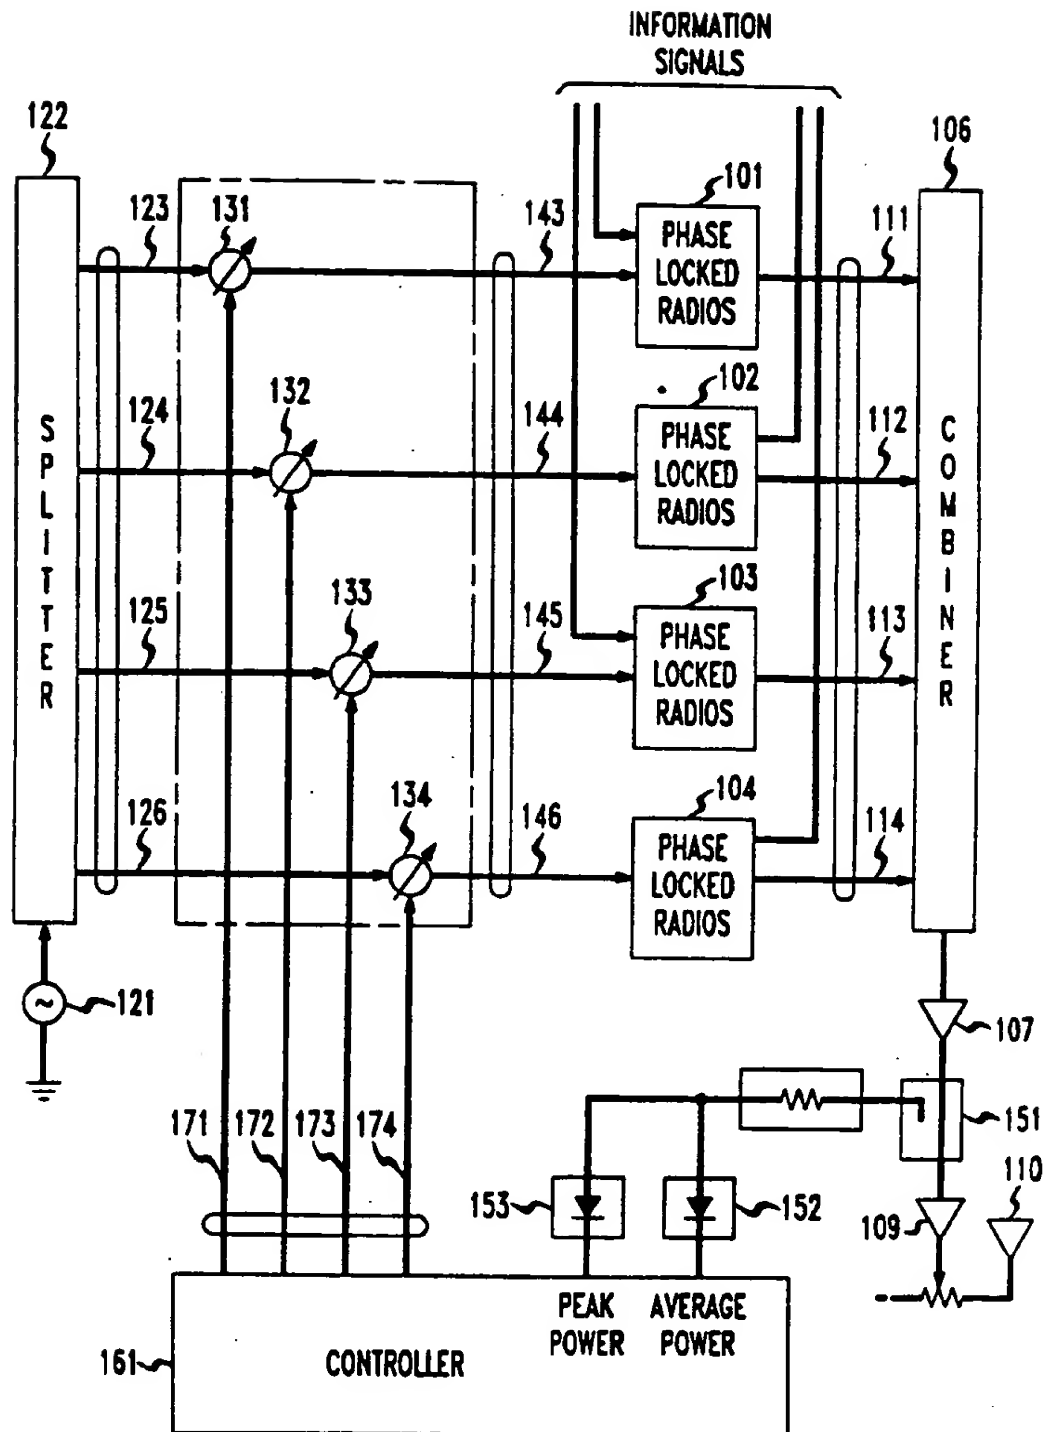 INFORMATION
SIGNALS
122
106
101
123
131
143
111
PHASE
LOCKED
RADIOS
102
124
132
144
112
PHASE
LOCKED
RADIOS
SPLITTER
COMBINER
103
125
133
145
113
PHASE
LOCKED
RADIOS
104
126
134
146
114
PHASE
LOCKED
RADIOS
~
121
107
171
172
173
174
151
153
152
109
110
PEAK
POWER
AVERAGE
POWER
161
CONTROLLER